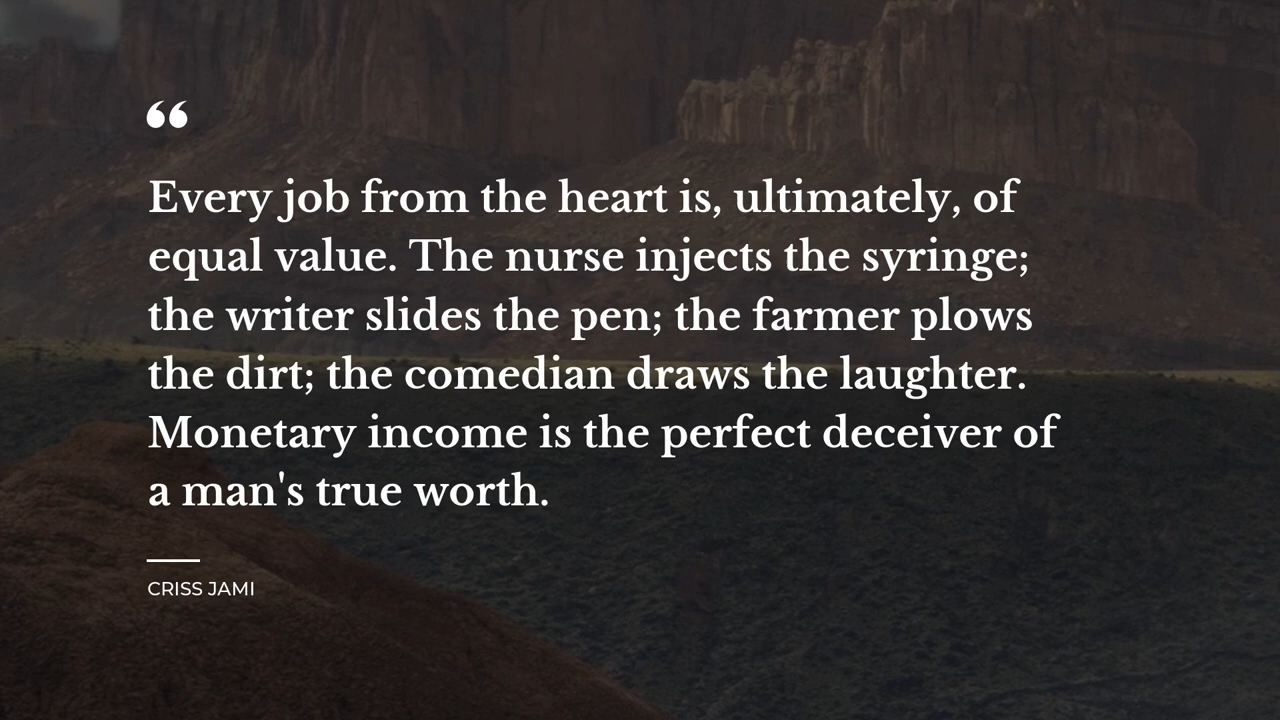 “
Every job from the heart is, ultimately, of
equal value. The nurse injects the syringe;
the writer slides the pen; the farmer plows
the dirt; the comedian draws the laughter.
Monetary income is the perfect deceiver of
a man's true worth.
CRISS JAMI